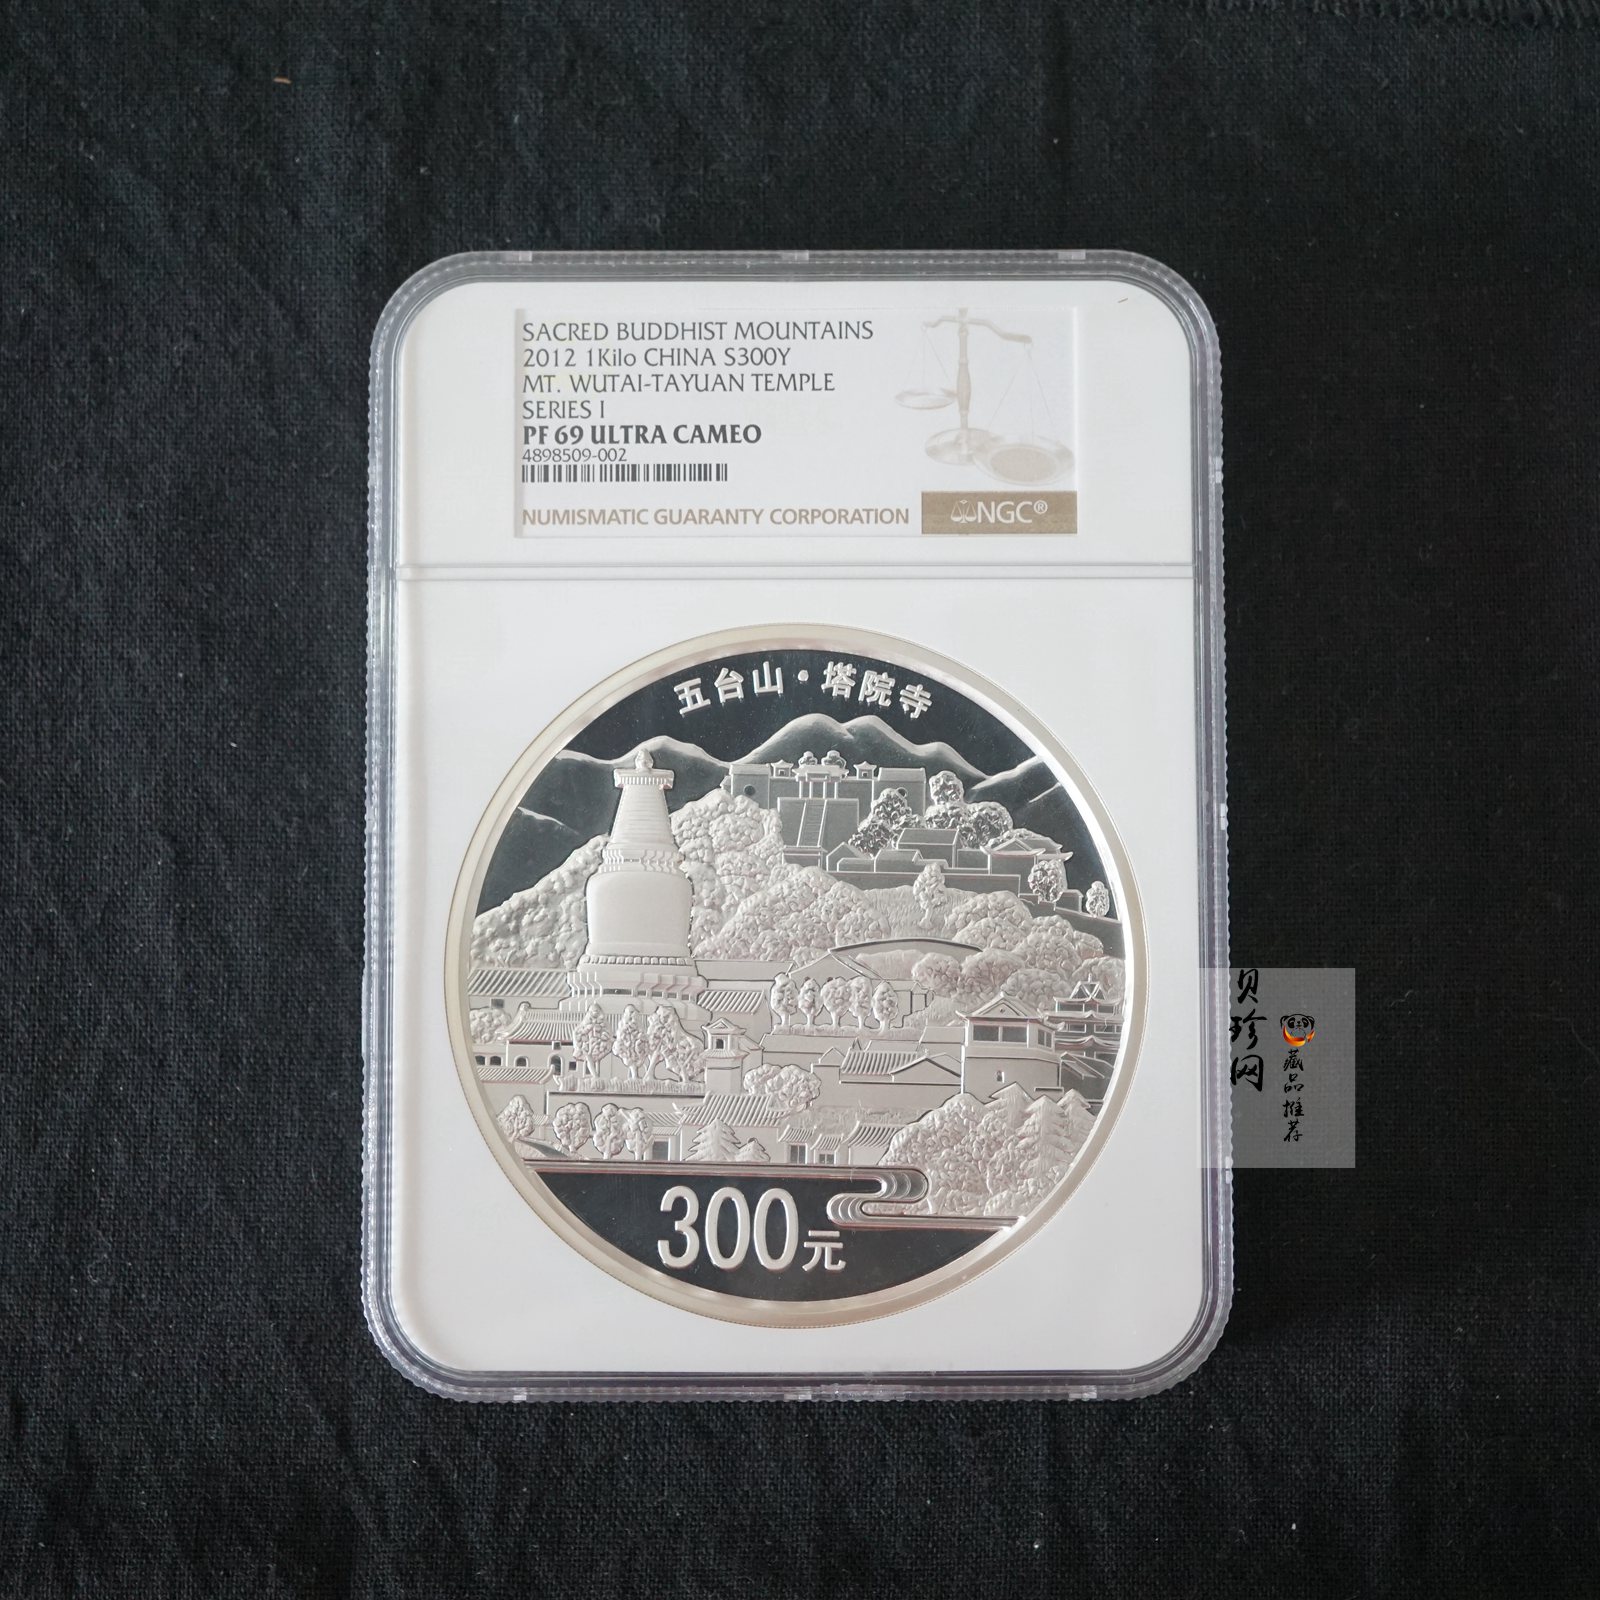 SACRED BUDDHIST MOUNTAINS
2012 1Kilo CHINA S300Y
MT. WUTAI-TAYUAN TEMPLE
SERIES I
PF 69 ULTRA CAMEO
4898509-002
NUMISMATIC GUARANTY CORPORATION
NGC®
五台山·塔院寺
300元
贝珍网
藏品推荐